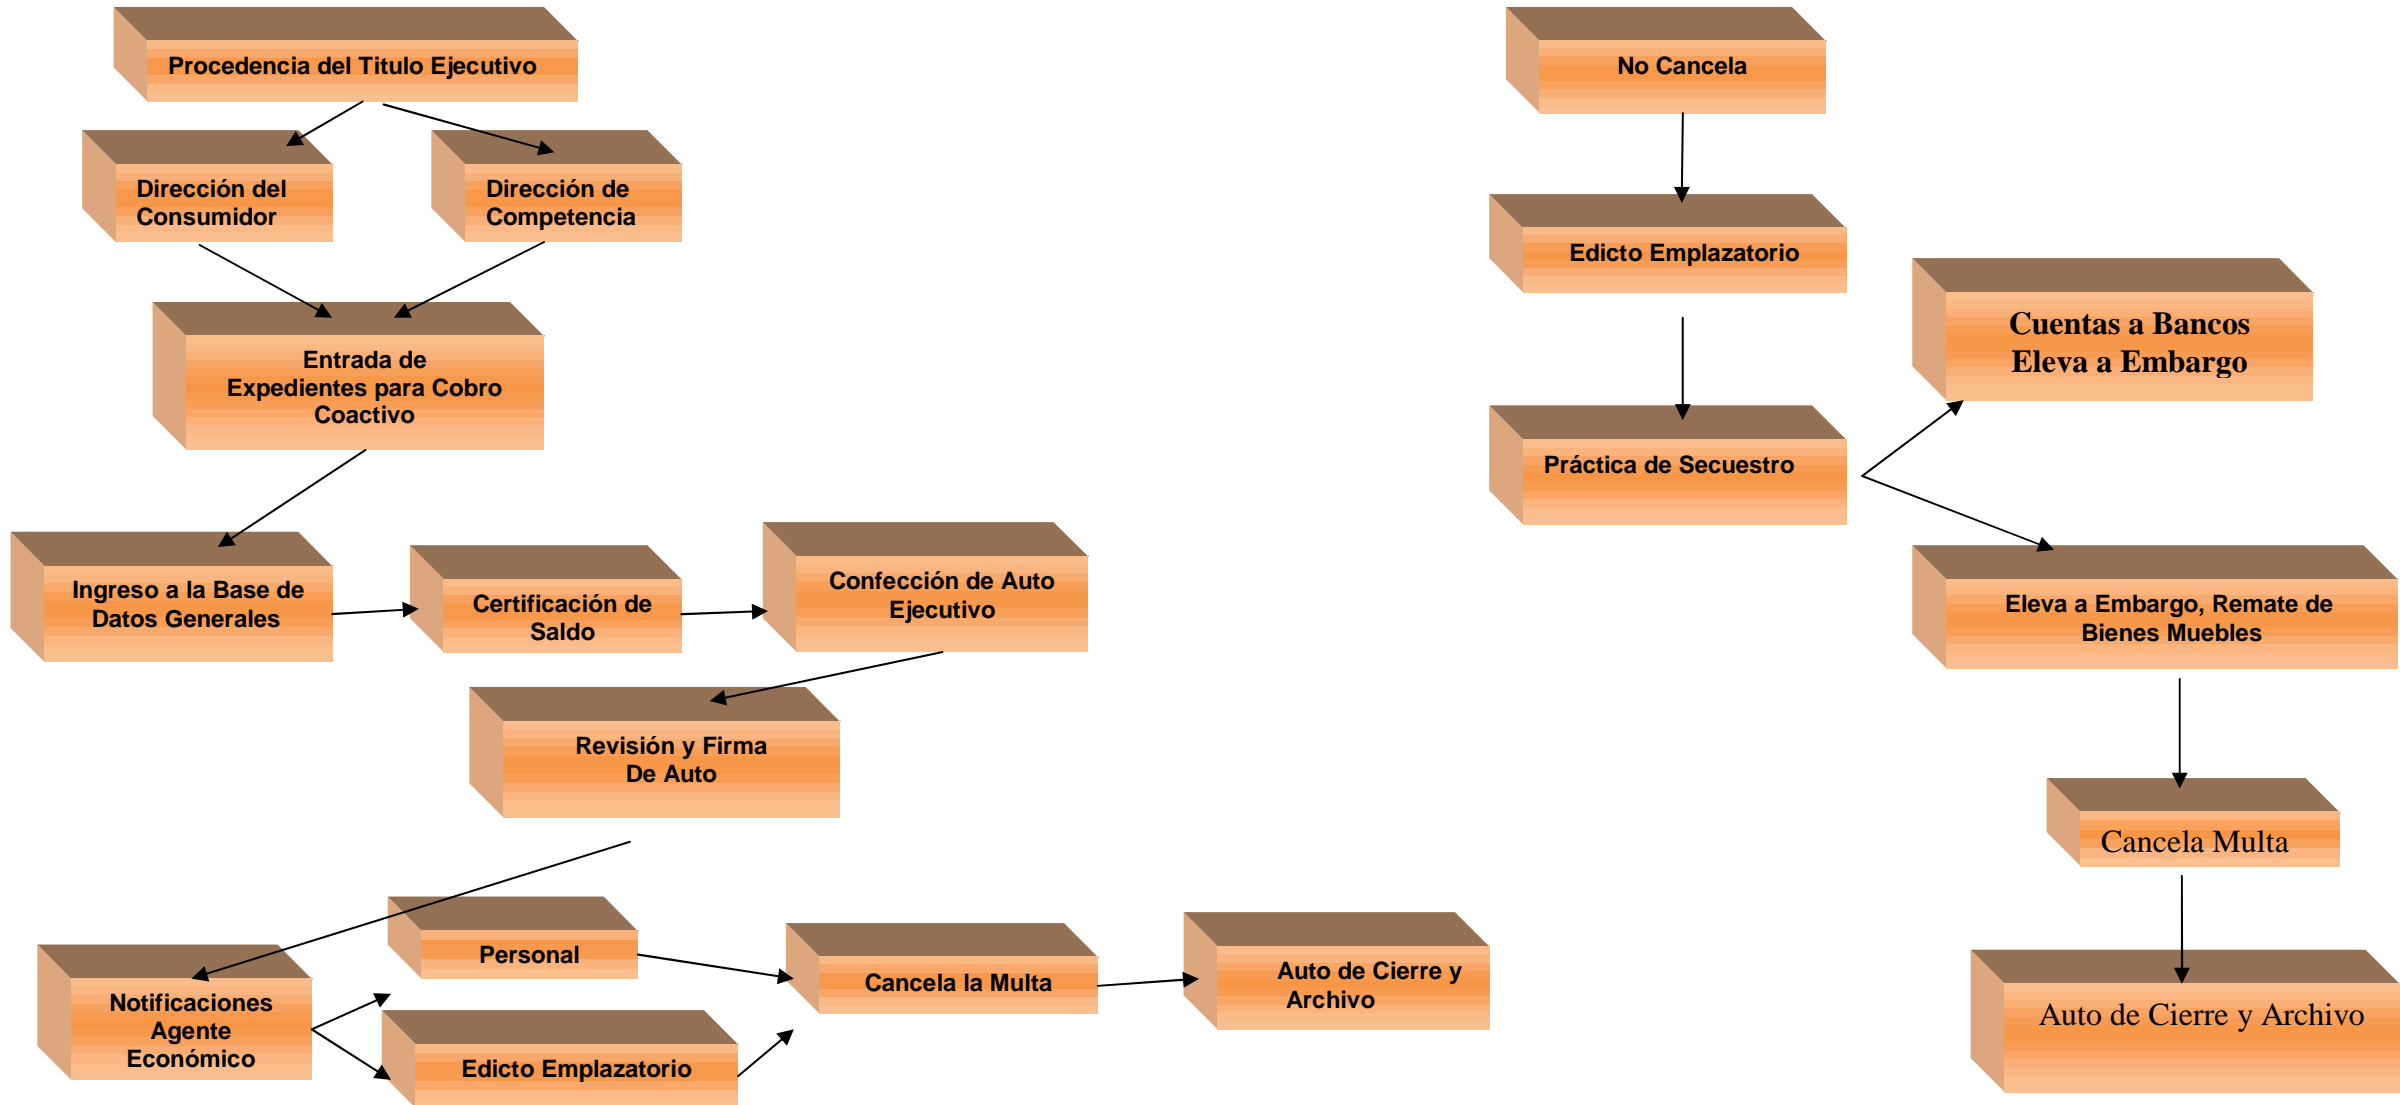 Procedencia del Titulo Ejecutivo
Dirección del
Consumidor
Dirección de
Competencia
Entrada de
Expedientes para Cobro
Coactivo
Ingreso a la Base de
Datos Generales
Certificación de
Saldo
Confección de Auto
Ejecutivo
Revisión y Firma
De Auto
Notificaciones
Agente
Económico
Personal
Edicto Emplazatorio
Cancela la Multa
Auto de Cierre y
Archivo
No Cancela
Edicto Emplazatorio
Práctica de Secuestro
Cuentas a Bancos
Eleva a Embargo
Eleva a Embargo, Remate de
Bienes Muebles
Cancela Multa
Auto de Cierre y Archivo